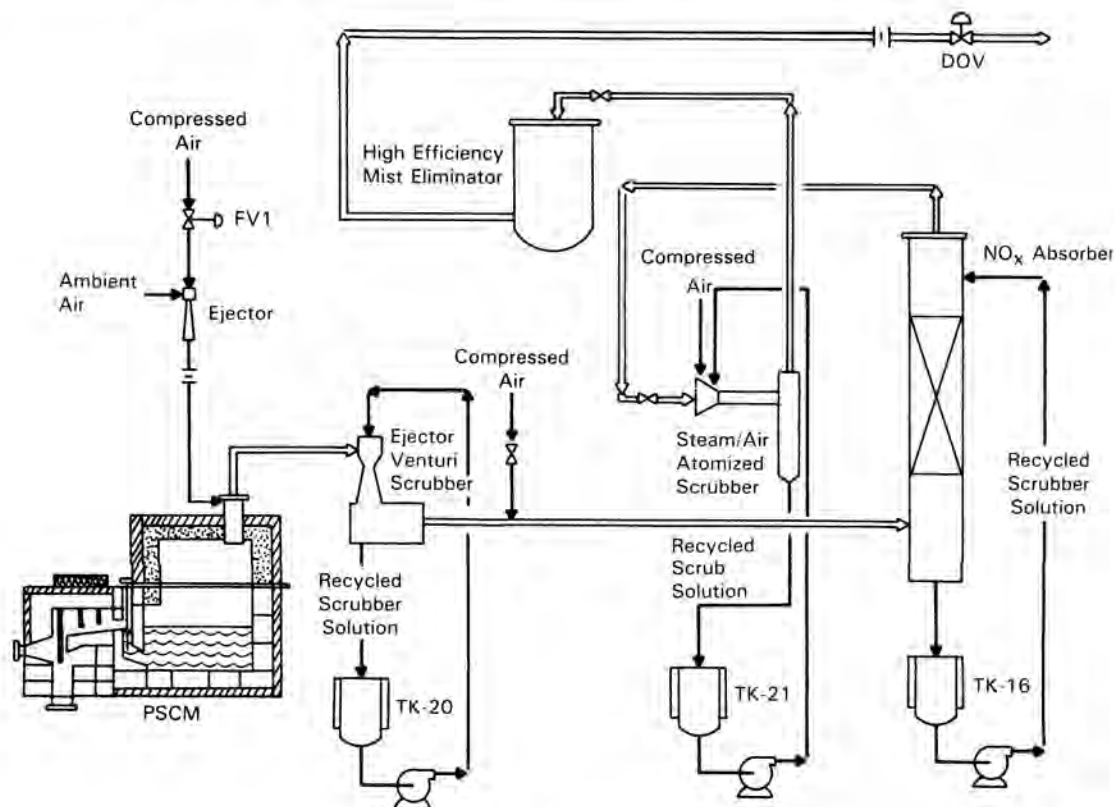 DOV
Compressed
Air
High Efficiency
Mist Eliminator
FV1
NOx Absorber
Compressed
Air
Ambient
Air
Ejector
Compressed
Air
Ejector
Venturi
Scrubber
Steam/Air
Atomized
Scrubber
Recycled
Scrubber
Solution
Recycled
Scrubber
Solution
Recycled
Scrub
Solution
TK-20
TK-21
TK-16
PSCM